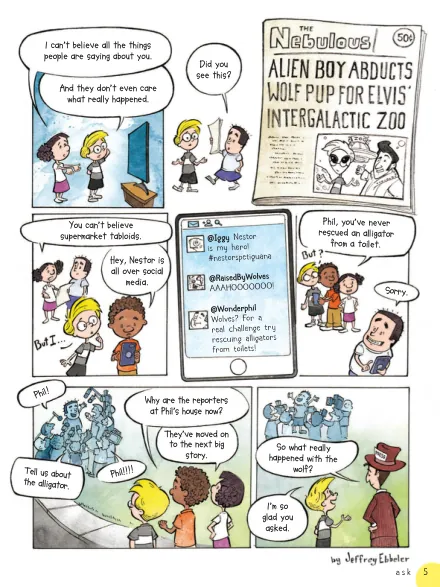 I can't believe all the things
people are saying about you.
And they don't even care
what really happened.
Did you
see this?
THE
Nebulous
50¢
ALIEN BOY ABDUCTS
WOLF PUP FOR ELVIS'
INTERGALACTIC ZOO
You can't believe
supermarket tabloids.
Hey, Nestor is
all over social
media.
But I...
@Iggy Nestor
is my hero!
#nestorspetiguana
@RaisedByWolves
AAAHOOOOOOO!
@Wonderphil
Wolves? For a
real challenge try
rescuing alligators
from toilets!
Phil, you've never
rescued an alligator
from a toilet.
But?
Sorry.
Phil!
Tell us about
the alligator.
Phil!!!!
Why are the reporters
at Phil's house now?
They've moved on
to the next big
story.
So what really
happened with the
wolf?
I'm so
glad you
asked.
by Jeffrey Ebbeler
ask 5